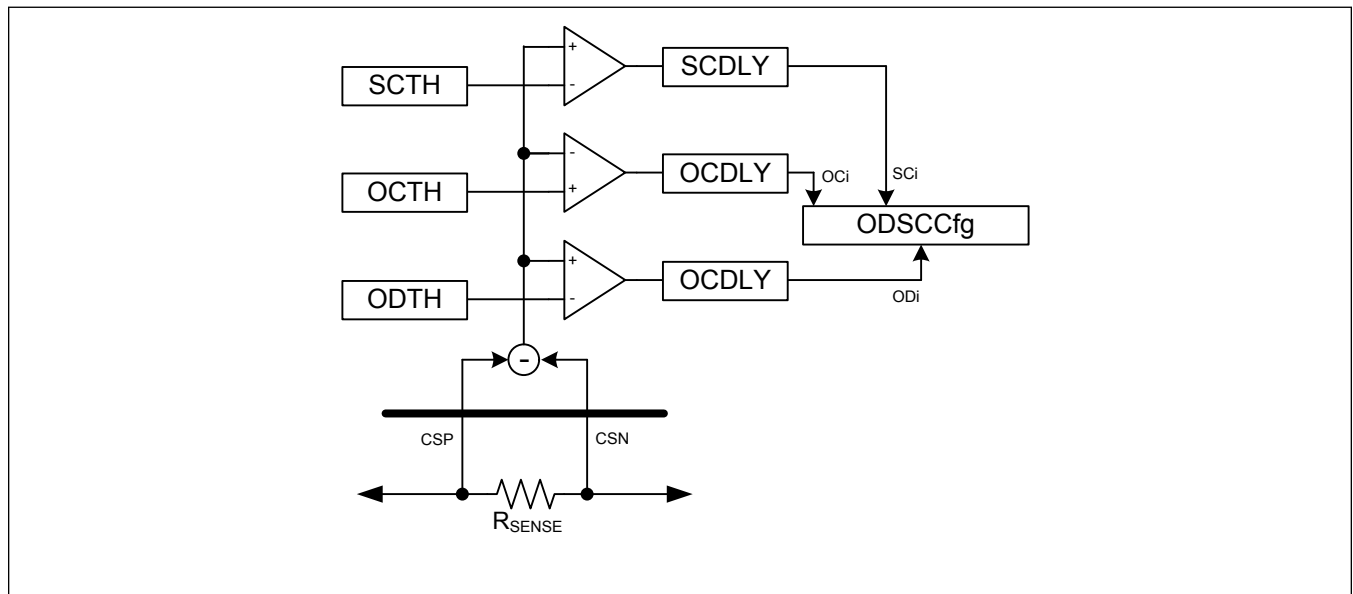 +
SCDLY
SCTH
-
-
OCDLY
OCi
SCi
OCTH
+
ODSCCfg
+
OCDLY
ODTH
-
ODi
-
CSP
CSN
RSENSE